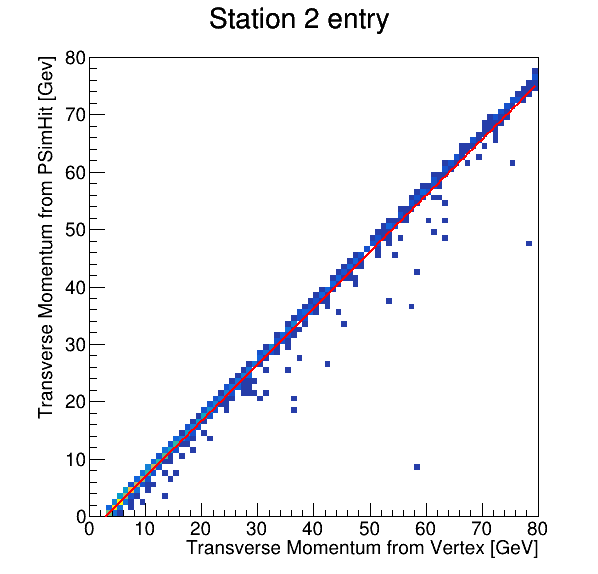 Station 2 entry
Transverse Momentum from PSimHit [Gev]
80
70
60
50
40
30
20
10
0
0 10 20 30 40 50 60 70 80
Transverse Momentum from Vertex [GeV]